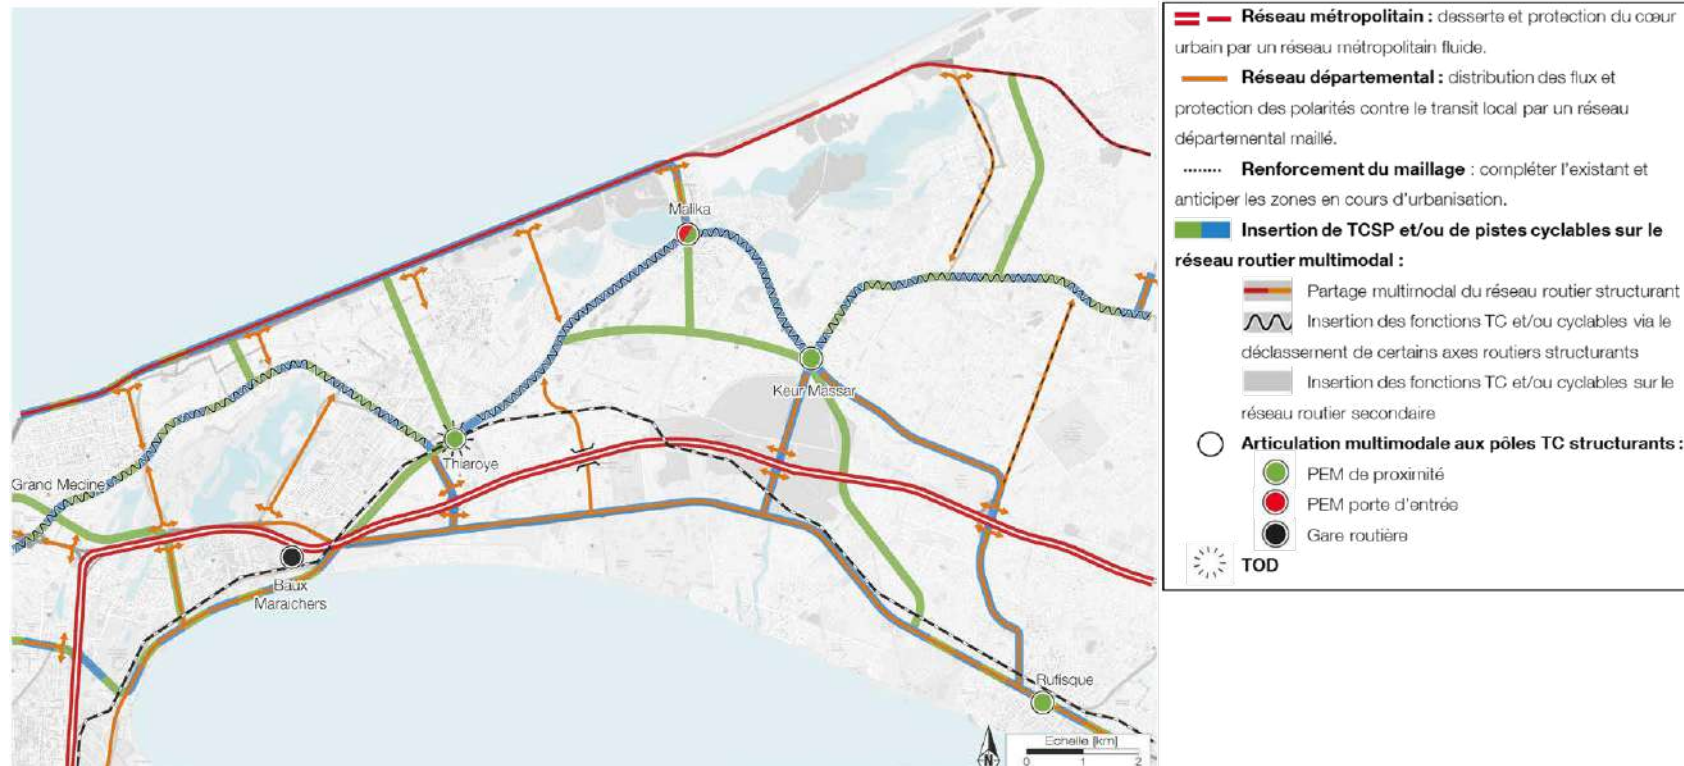 Malika
Keur Massar
Thiaroye
Grand Medine
Baux
Maraichers
Rufisque
Echelle [km]
0 1 2
N
Réseau métropolitain : desserte et protection du cœur
urbain par un réseau métropolitain fluide.
Réseau départemental : distribution des flux et
protection des polarités contre le transit local par un réseau
départemental maillé.
Renforcement du maillage : compléter l'existant et
anticiper les zones en cours d'urbanisation.
Insertion de TCSP et/ou de pistes cyclables sur le
réseau routier multimodal :
Partage multimodal du réseau routier structurant
Insertion des fonctions TC et/ou cyclables via le
déclassement de certains axes routiers structurants
Insertion des fonctions TC et/ou cyclables sur le
réseau routier secondaire
Articulation multimodale aux pôles TC structurants :
PEM de proximité
PEM porte d'entrée
Gare routière
TOD